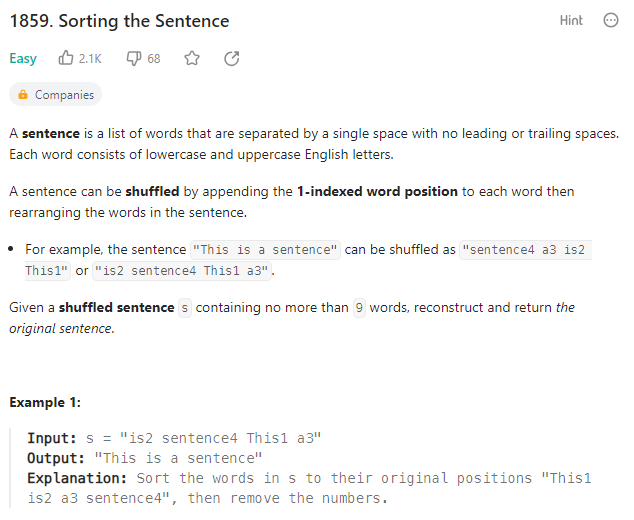 1859. Sorting the Sentence Hint
Easy 2.1K 68
Companies
A sentence is a list of words that are separated by a single space with no leading or trailing spaces.
Each word consists of lowercase and uppercase English letters.
A sentence can be shuffled by appending the 1-indexed word position to each word then
rearranging the words in the sentence.
• For example, the sentence "This is a sentence" can be shuffled as "sentence4 a3 is2
This1" or "is2 sentence4 This1 a3".
Given a shuffled sentence s containing no more than 9 words, reconstruct and return the
original sentence.
Example 1:
Input: s = "is2 sentence4 This1 a3"
Output: "This is a sentence"
Explanation: Sort the words in s to their original positions "This1
is2 a3 sentence4", then remove the numbers.